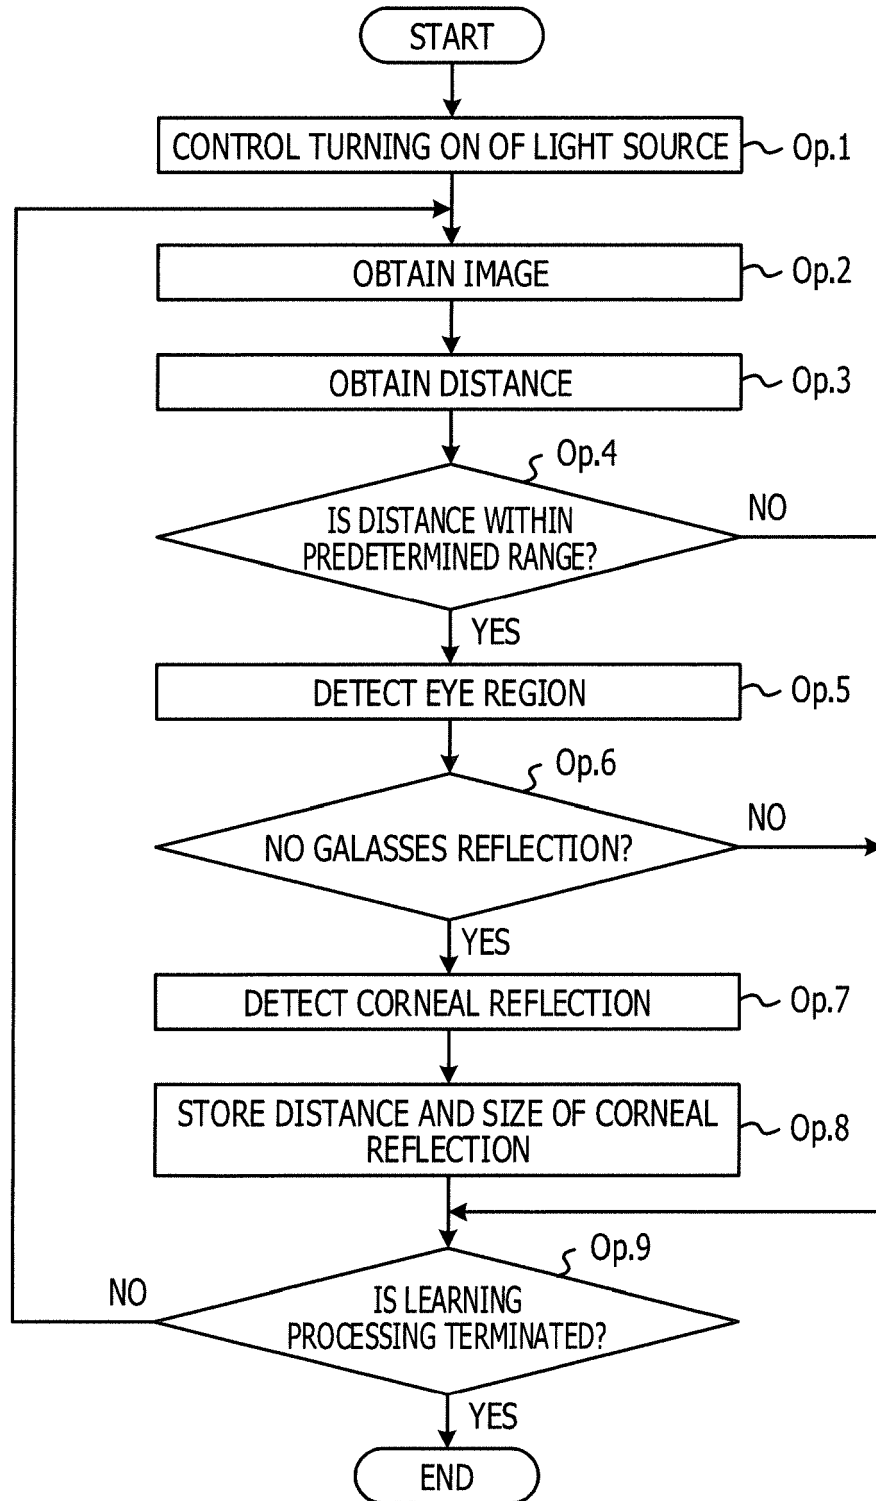 START
CONTROL TURNING ON OF LIGHT SOURCE
Op.1
OBTAIN IMAGE
Op.2
OBTAIN DISTANCE
Op.3
Op.4
IS DISTANCE WITHIN
PREDETERMINED RANGE?
NO
YES
DETECT EYE REGION
Op.5
Op.6
NO GALASSES REFLECTION?
NO
YES
DETECT CORNEAL REFLECTION
Op.7
STORE DISTANCE AND SIZE OF CORNEAL
REFLECTION
Op.8
Op.9
IS LEARNING
PROCESSING TERMINATED?
NO
YES
END